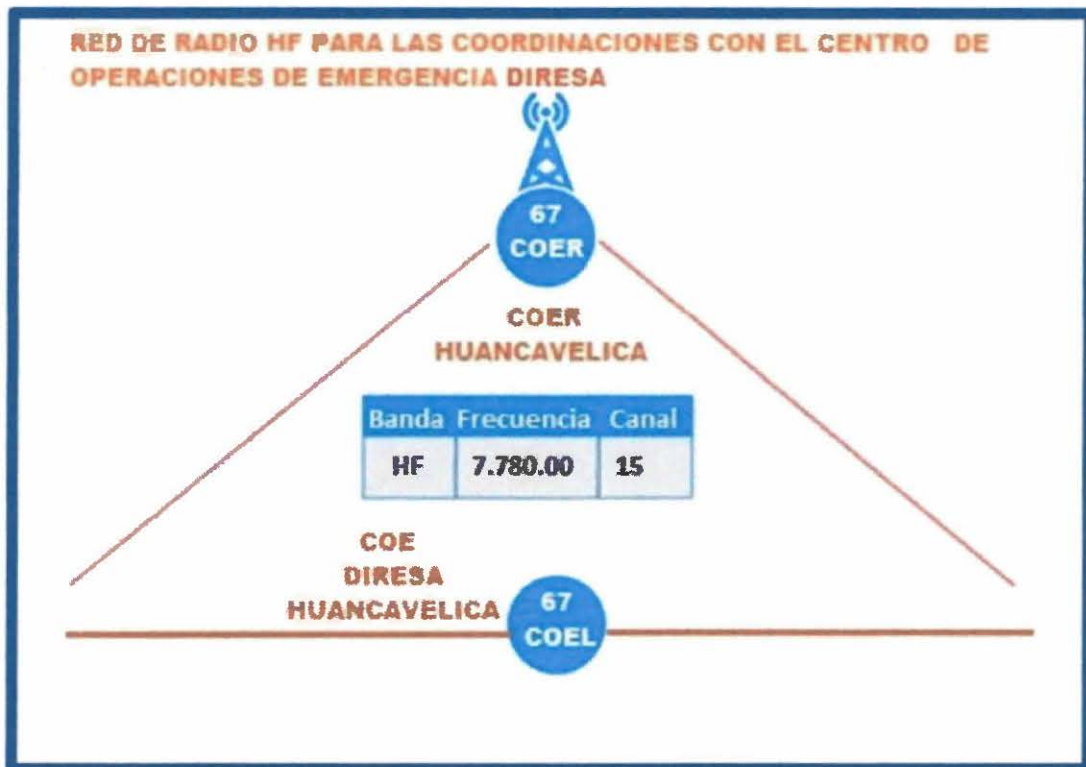 RED DE RADIO HF PARA LAS COORDINACIONES CON EL CENTRO DE
OPERACIONES DE EMERGENCIA DIRESA
67
COER
COER
HUANCAVELICA
Banda Frecuencia Canal
HF 7.780.00 15
COE
DIRESA
HUANCAVELICA
67
COEL